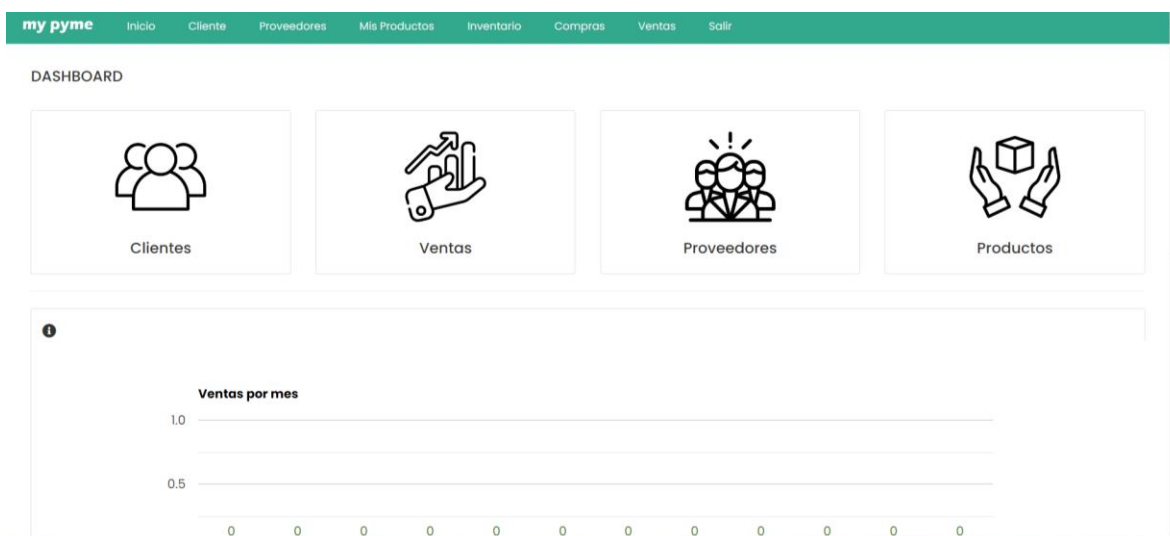 my pyme Inicio Cliente Proveedores Mis Productos Inventario Compras Ventas Salir
DASHBOARD
Clientes Ventas Proveedores Productos
Ventas por mes
1.0
0.5
0 0 0 0 0 0 0 0 0 0 0 0